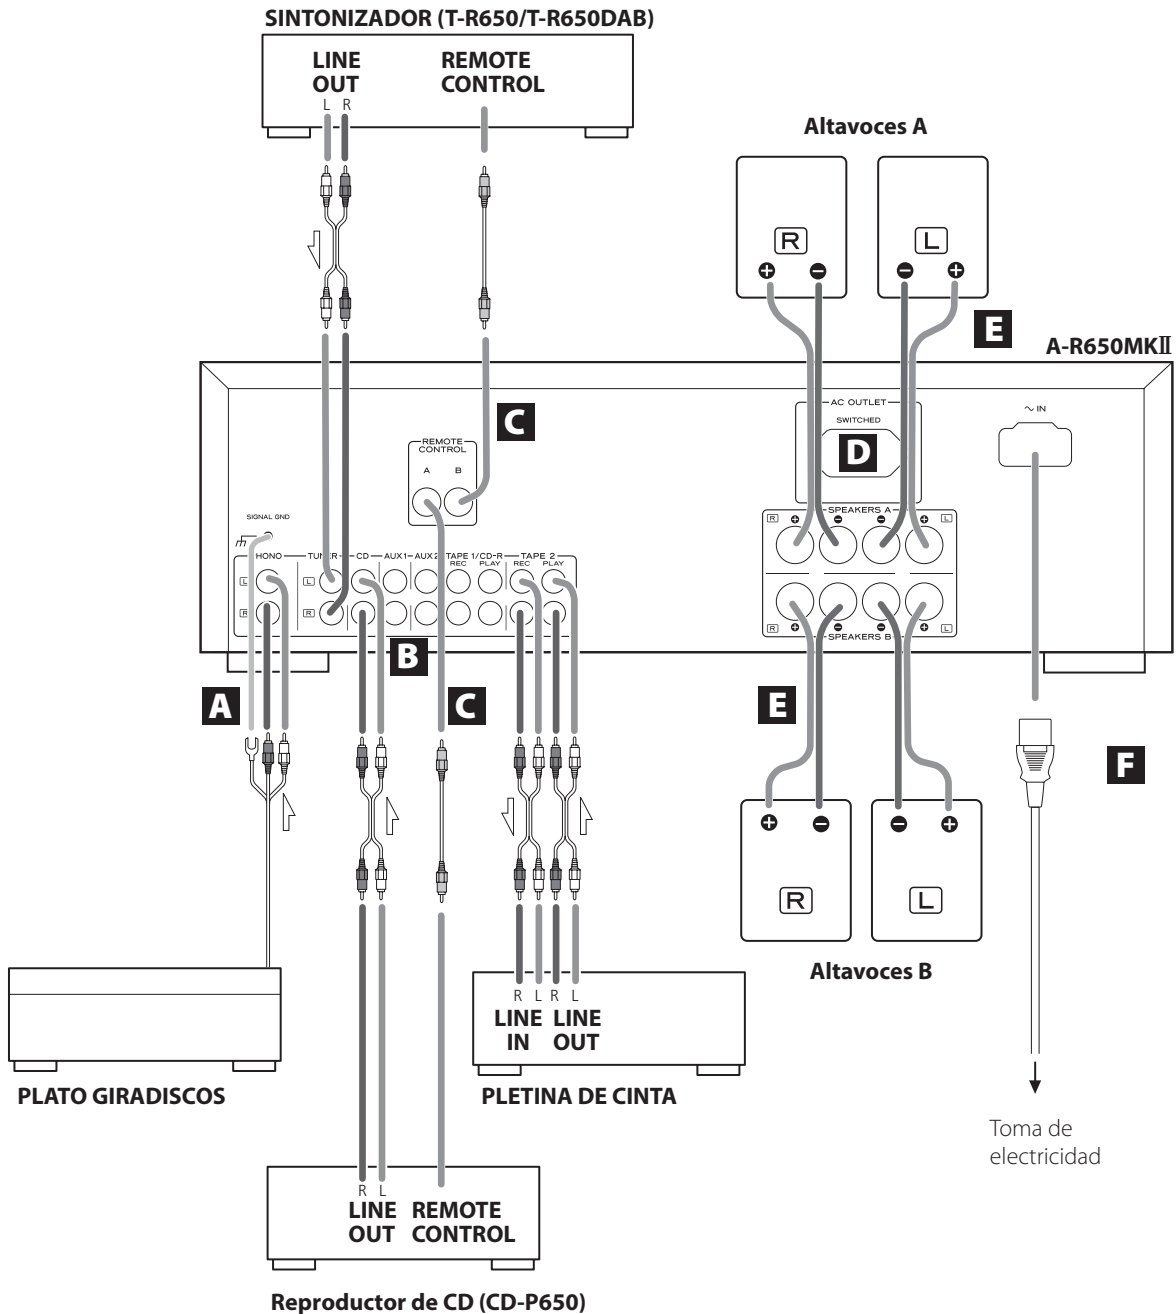 SINTONIZADOR (T-R650/T-R650DAB)
LINE OUT
L R
REMOTE CONTROL
Altavoces A
R
L
E
A-R650MKⅡ
C
AC OUTLET
SWITCHED
D
~ IN
REMOTE CONTROL
A B
SIGNAL GND
HONO
TUNER
CD
AUX1
AUX 2
TAPE 1/CD-R
REC PLAY
TAPE 2
REC PLAY
L
R
L
R
R + - SPEAKERS A - + L
R + - SPEAKERS B - + L
A
B
C
E
F
+ -
R
- +
L
Altavoces B
PLATO GIRADISCOS
R L R L
LINE IN
LINE OUT
PLETINA DE CINTA
Toma de
electricidad
R L
LINE OUT
REMOTE CONTROL
Reproductor de CD (CD-P650)